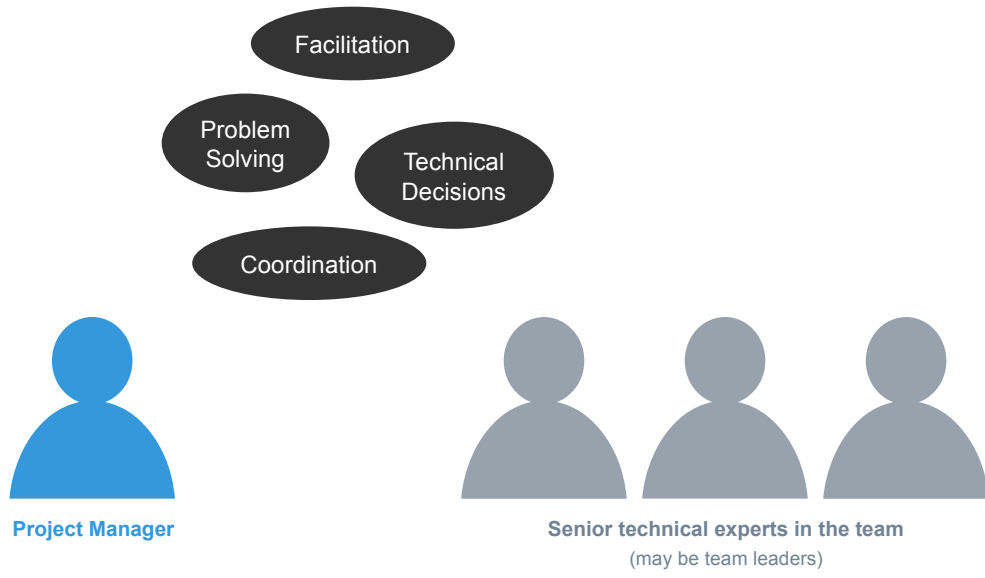 Facilitation
Problem
Solving
Technical
Decisions
Coordination
Project Manager
Senior technical experts in the team
(may be team leaders)